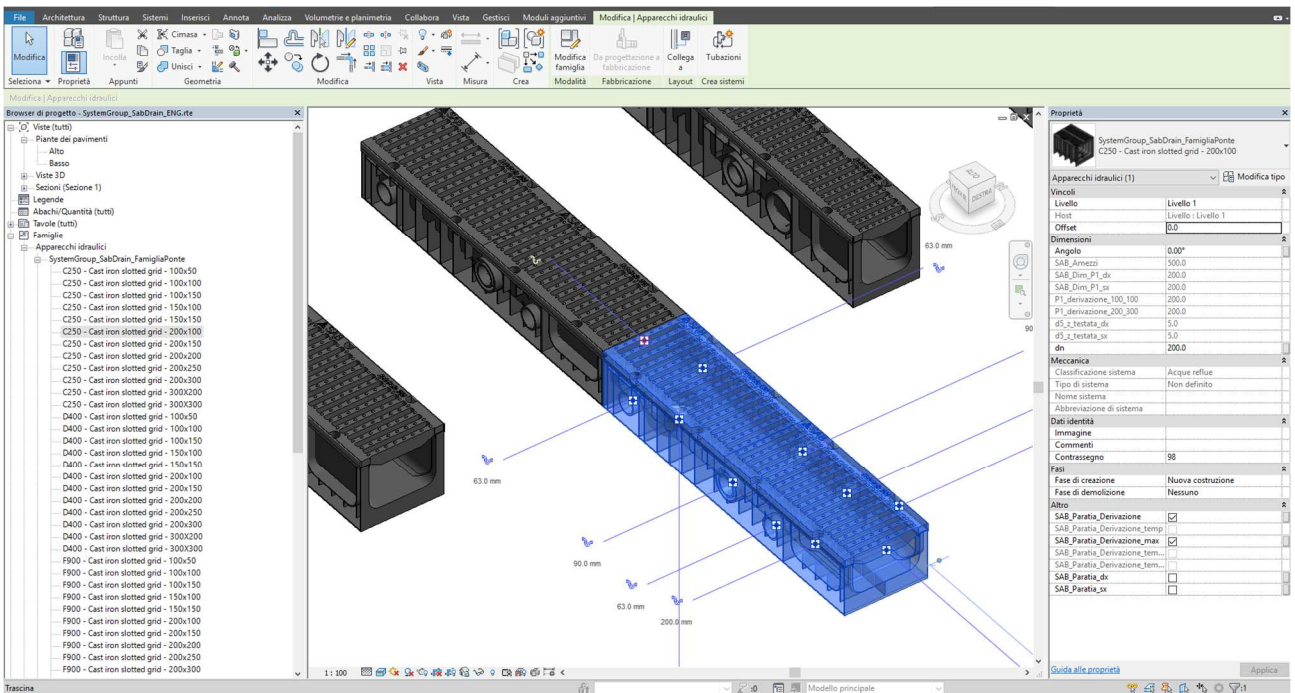 File Architettura Struttura Sistemi Inserisci Annota Analizza Volumetrie e planimetria Collabora Vista Gestisci Moduli aggiuntivi Modifica | Apparecchi idraulici
Modifica
Incolla
Cimasa
Taglia
Unisci
Modifica famiglia
Da progettazione a fabbricazione
Collega a
Tubazioni
Seleziona Proprietà Appunti Geometria Modifica Vista Misura Crea Modalità Fabbricazione Layout Crea sistemi
Modifica | Apparecchi idraulici
Browser di progetto - SystemGroup_SabDrain_ENG.rte
Viste (tutti)
Piante dei pavimenti
Alto
Basso
Viste 3D
Sezioni (Sezione 1)
Legende
Abachi/Quantità (tutti)
Tavole (tutti)
Famiglie
Apparecchi idraulici
SystemGroup_SabDrain_FamigliaPonte
C250 - Cast iron slotted grid - 100x50
C250 - Cast iron slotted grid - 100x100
C250 - Cast iron slotted grid - 100x150
C250 - Cast iron slotted grid - 150x100
C250 - Cast iron slotted grid - 150x150
C250 - Cast iron slotted grid - 200x100
C250 - Cast iron slotted grid - 200x150
C250 - Cast iron slotted grid - 200x200
C250 - Cast iron slotted grid - 200x250
C250 - Cast iron slotted grid - 200x300
C250 - Cast iron slotted grid - 300X200
C250 - Cast iron slotted grid - 300X300
D400 - Cast iron slotted grid - 100x50
D400 - Cast iron slotted grid - 100x100
D400 - Cast iron slotted grid - 100x150
D400 - Cast iron slotted grid - 150x100
D400 - Cast iron slotted grid - 150x150
D400 - Cast iron slotted grid - 200x100
D400 - Cast iron slotted grid - 200x150
D400 - Cast iron slotted grid - 200x200
D400 - Cast iron slotted grid - 200x250
D400 - Cast iron slotted grid - 200x300
D400 - Cast iron slotted grid - 300X200
D400 - Cast iron slotted grid - 300X300
F900 - Cast iron slotted grid - 100x50
F900 - Cast iron slotted grid - 100x100
F900 - Cast iron slotted grid - 100x150
F900 - Cast iron slotted grid - 150x100
F900 - Cast iron slotted grid - 150x150
F900 - Cast iron slotted grid - 200x100
F900 - Cast iron slotted grid - 200x150
F900 - Cast iron slotted grid - 200x200
F900 - Cast iron slotted grid - 200x250
F900 - Cast iron slotted grid - 200x300
63.0 mm
90
63.0 mm
90.0 mm
63.0 mm
200.0 mm
1 : 100
Proprietà
SystemGroup_SabDrain_FamigliaPonte
C250 - Cast iron slotted grid - 200x100
Apparecchi idraulici (1) Modifica tipo
Vincoli
Livello Livello 1
Host Livello : Livello 1
Offset 0.0
Dimensioni
Angolo 0.00°
SAB_Amezzi 500.0
SAB_Dim_P1_dx 200.0
SAB_Dim_P1_sx 200.0
P1_derivazione_100_100 200.0
P1_derivazione_200_300 200.0
d5_z_testata_dx 5.0
d5_z_testata_sx 5.0
dn 200.0
Meccanica
Classificazione sistema Acque reflue
Tipo di sistema Non definito
Nome sistema
Abbreviazione di sistema
Dati identità
Immagine
Commenti
Contrassegno 98
Fasi
Fase di creazione Nuova costruzione
Fase di demolizione Nessuno
Altro
SAB_Paratia_Derivazione
SAB_Paratia_Derivazione_temp
SAB_Paratia_Derivazione_max
SAB_Paratia_Derivazione_tem...
SAB_Paratia_Derivazione_tem...
SAB_Paratia_dx
SAB_Paratia_sx
Guida alle proprietà Applica
Trascina :0 Modello principale :1